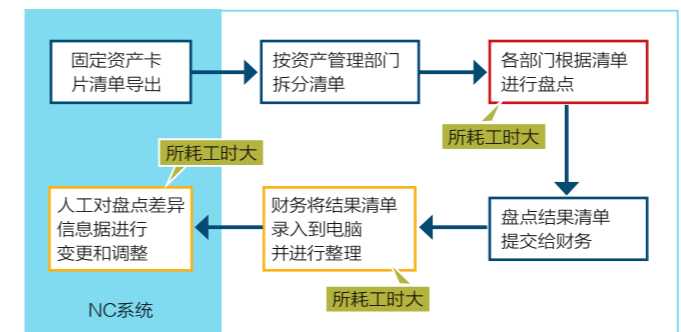 固定资产卡
片清单导出
按资产管理部门
拆分清单
各部门根据清单
进行盘点
所耗工时大
盘点结果清单
提交给财务
财务将结果清单
录入到电脑
并进行整理
所耗工时大
所耗工时大
人工对盘点差异
信息据进行
变更和调整
NC系统